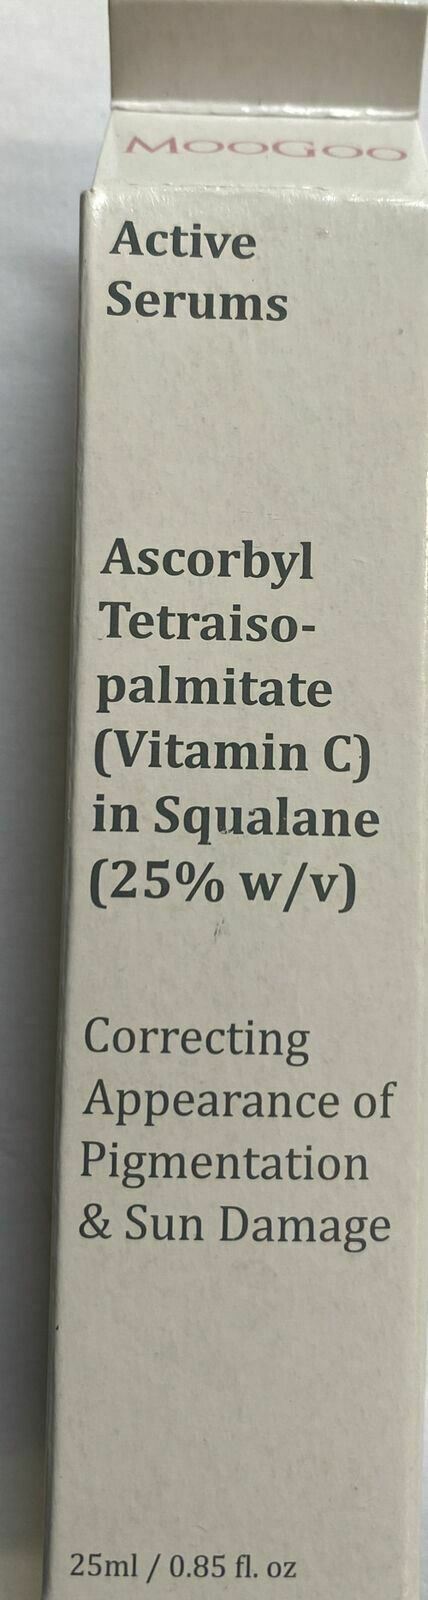 MooGoo
Active
Serums
Ascorbyl
Tetraiso-
palmitate
(Vitamin C)
in Squalane
(25% w/v)
Correcting
Appearance of
Pigmentation
& Sun Damage
25ml / 0.85 fl. oz